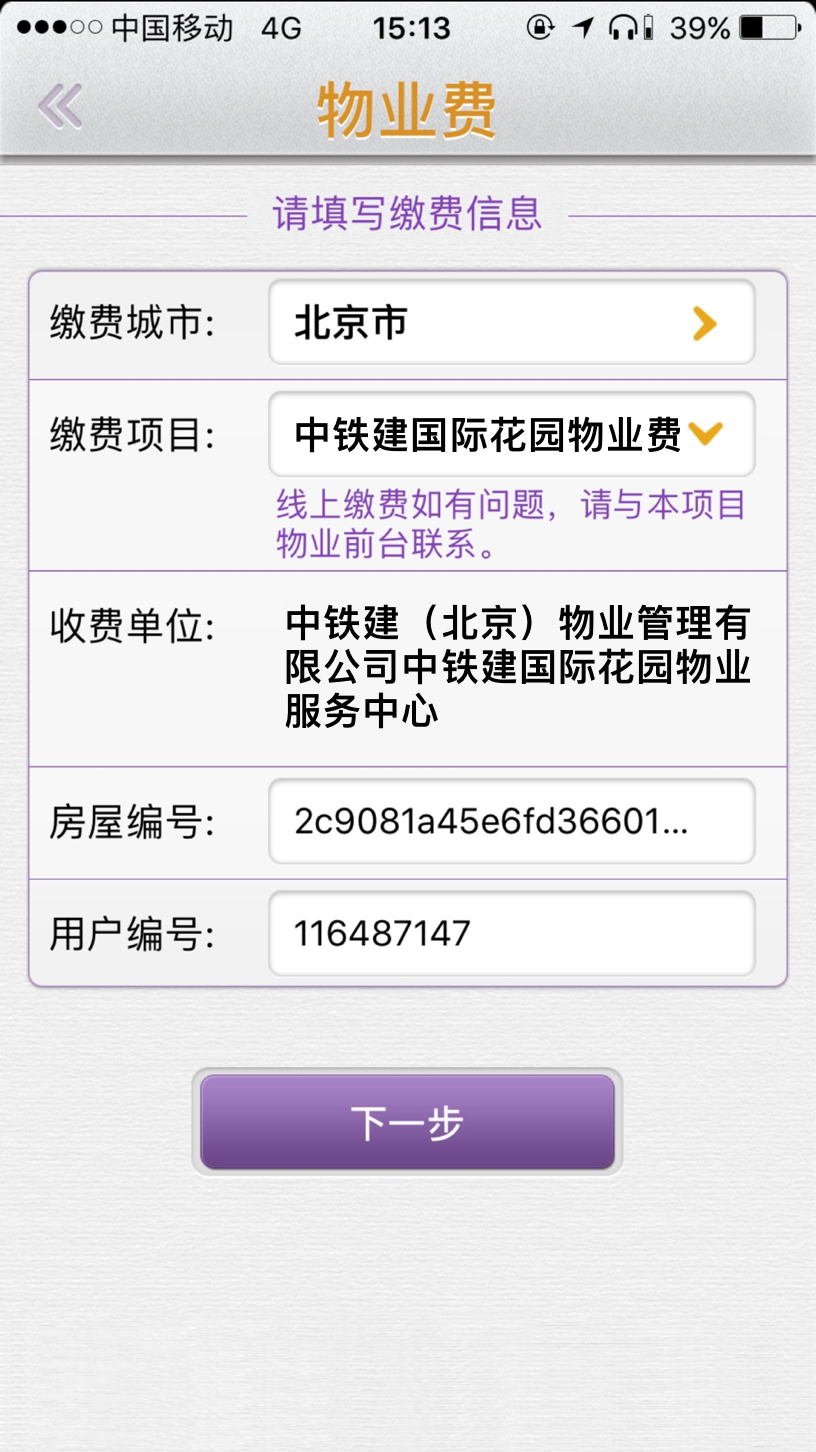 中国移动 4G 15:13 39%
物业费
请填写缴费信息
缴费城市: 北京市
缴费项目: 中铁建国际花园物业费
线上缴费如有问题，请与本项目
物业前台联系。
收费单位: 中铁建（北京）物业管理有
限公司中铁建国际花园物业
服务中心
房屋编号: 2c9081a45e6fd36601...
用户编号: 116487147
下一步